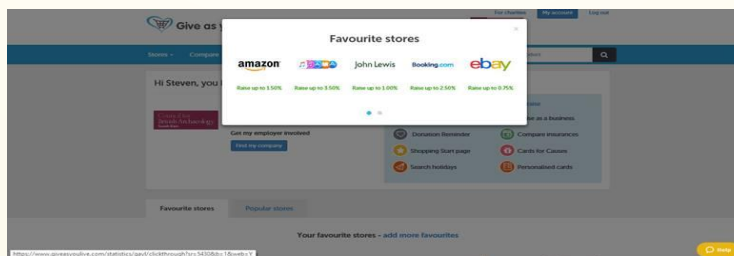 For charities My account Log out
Give as y
Favourite stores
×
Stores Compare
amazon John Lewis Booking.com ebay
Hi Steven, you
Raise up to 1.50% Raise up to 3.50% Raise up to 1.00% Raise up to 2.50% Raise up to 0.75%
British Archaeology
Get my employer involved
Find my company
as a business
Donation Reminder Compare Insurances
Shopping Start page Cards for Causes
Search holidays Personalised cards
Favourite stores Popular stores
Your favourite stores - add more favourites
Help